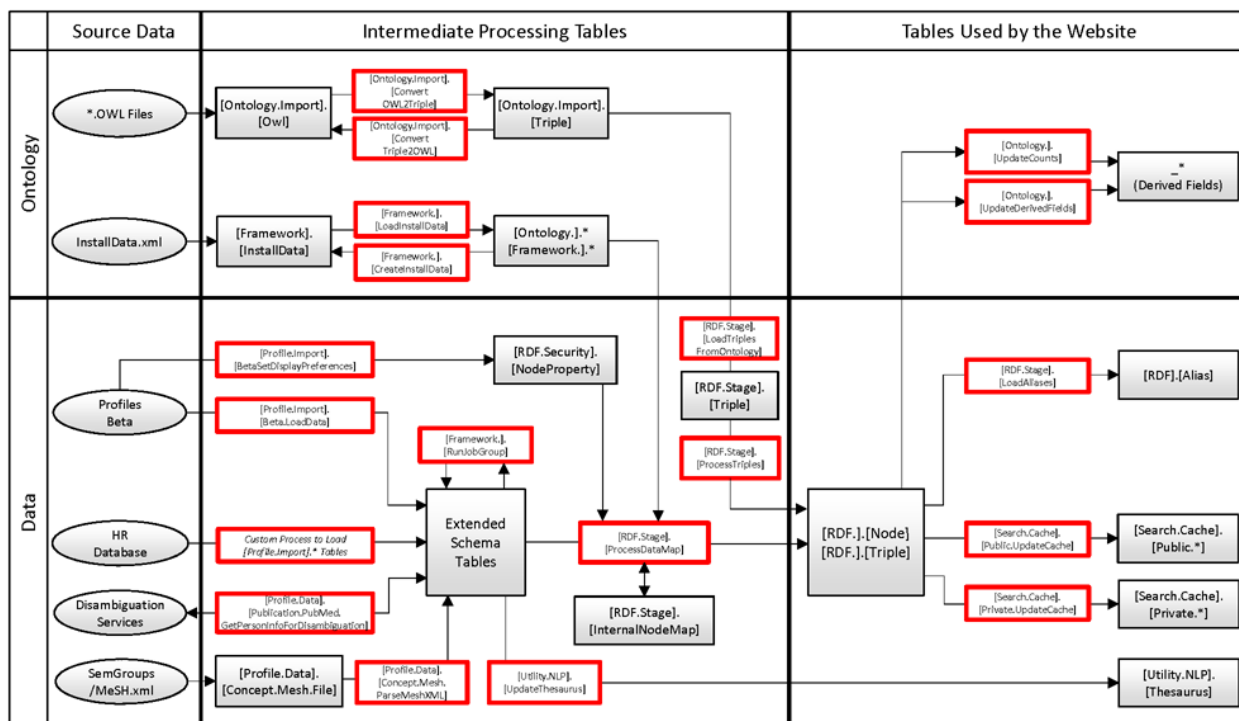 Source Data
Intermediate Processing Tables
Tables Used by the Website
Ontology
*.OWL Files
[Ontology.Import].
[Owl]
[Ontology.Import].
[Convert
OWL2Triple]
[Ontology.Import].
[Convert
Triple2OWL]
[Ontology.Import].
[Triple]
[Ontology.].
[UpdateCounts]
[Ontology.].
[UpdateDerivedFields]
_*
(Derived Fields)
InstallData.xml
[Framework].
[InstallData]
[Framework.].
[LoadInstallData]
[Framework.].
[CreateInstallData]
[Ontology.].*
[Framework.].*
Data
Profiles
Beta
[Profile.Import].
[BetaSetDisplayPreferences]
[Profile.Import].
[Beta.LoadData]
[RDF.Security].
[NodeProperty]
[RDF.Stage].
[LoadTriples
FromOntology]
[RDF.Stage].
[Triple]
[RDF.Stage].
[ProcessTriples]
[RDF.Stage].
[LoadAliases]
[RDF].[Alias]
[Framework.].
[RunJobGroup]
HR
Database
Custom Process to Load
[Profile.Import].* Tables
Extended
Schema
Tables
[RDF.Stage].
[ProcessDataMap]
[RDF.].[Node]
[RDF.].[Triple]
[Search.Cache].
[Public.UpdateCache]
[Search.Cache].
[Public.*]
Disambiguation
Services
[Profile.Data].
[Publication.PubMed.
GetPersonInfoForDisambiguation]
[RDF.Stage].
[InternalNodeMap]
[Search.Cache].
[Private.UpdateCache]
[Search.Cache].
[Private.*]
SemGroups
/MeSH.xml
[Profile.Data].
[Concept.Mesh.File]
[Profile.Data].
[Concept.Mesh.
ParseMeshXML]
[Utility.NLP].
[UpdateThesaurus]
[Utility.NLP].
[Thesaurus]